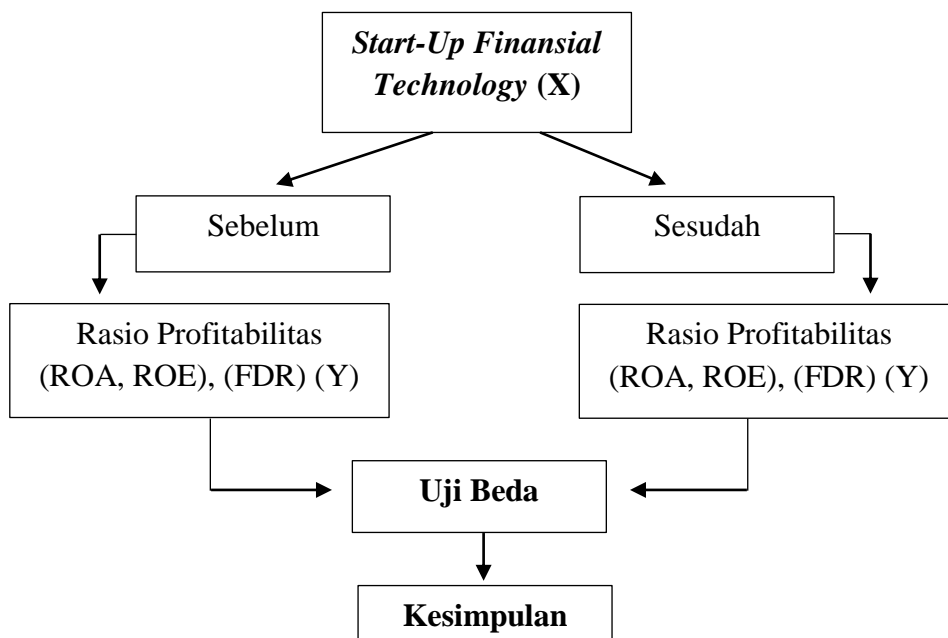 Start-Up Finansial
Technology (X)
Sebelum
Sesudah
Rasio Profitabilitas
(ROA, ROE), (FDR) (Y)
Rasio Profitabilitas
(ROA, ROE), (FDR) (Y)
Uji Beda
Kesimpulan